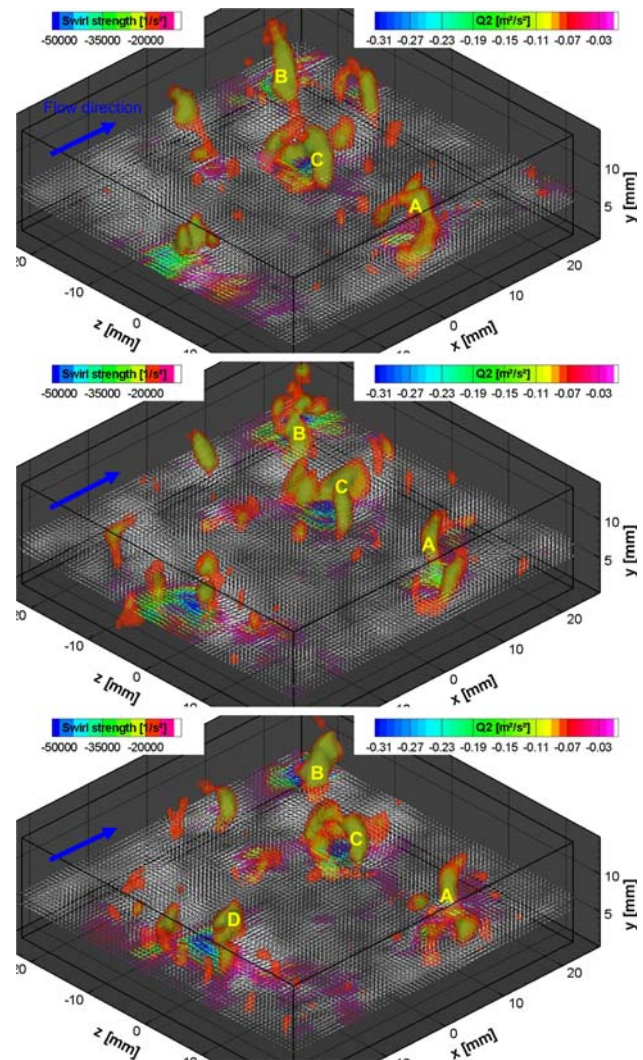 Swirl strength [1/s²]
-50000 -35000 -20000
Q2 [m²/s²]
-0.31 -0.27 -0.23 -0.19 -0.15 -0.11 -0.07 -0.03
B
Flow direction
C
A
10
5
y [mm]
20
-10
0
z [mm]
20
10
0
x [mm]
Swirl strength [1/s²]
-50000 -35000 -20000
Q2 [m²/s²]
-0.31 -0.27 -0.23 -0.19 -0.15 -0.11 -0.07 -0.03
B
C
A
10
5
y [mm]
20
-10
0
z [mm]
20
10
0
x [mm]
Swirl strength [1/s²]
-50000 -35000 -20000
Q2 [m²/s²]
-0.31 -0.27 -0.23 -0.19 -0.15 -0.11 -0.07 -0.03
B
C
A
D
10
5
y [mm]
20
-10
0
z [mm]
20
10
0
x [mm]